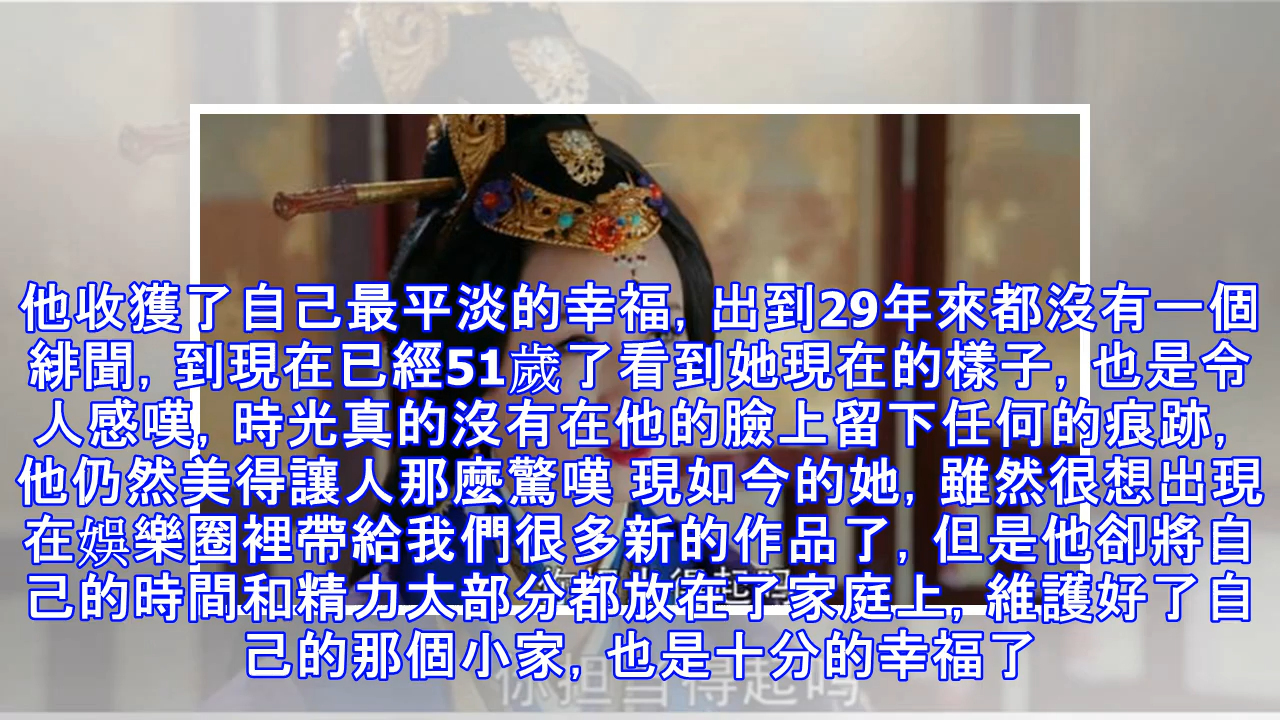 他收獲了自己最平淡的幸福, 出到29年來都沒有一個
緋聞, 到現在已經51歲了看到她現在的樣子, 也是令
人感嘆, 時光真的沒有在他的臉上留下任何的痕跡,
他仍然美得讓人那麼驚嘆 現如今的她, 雖然很想出現
在娛樂圈裡帶給我們很多新的作品了, 但是他卻將自
己的時間和精力大部分都放在了家庭上, 維護好了自
己的那個小家, 也是十分的幸福了
你担当得起吗